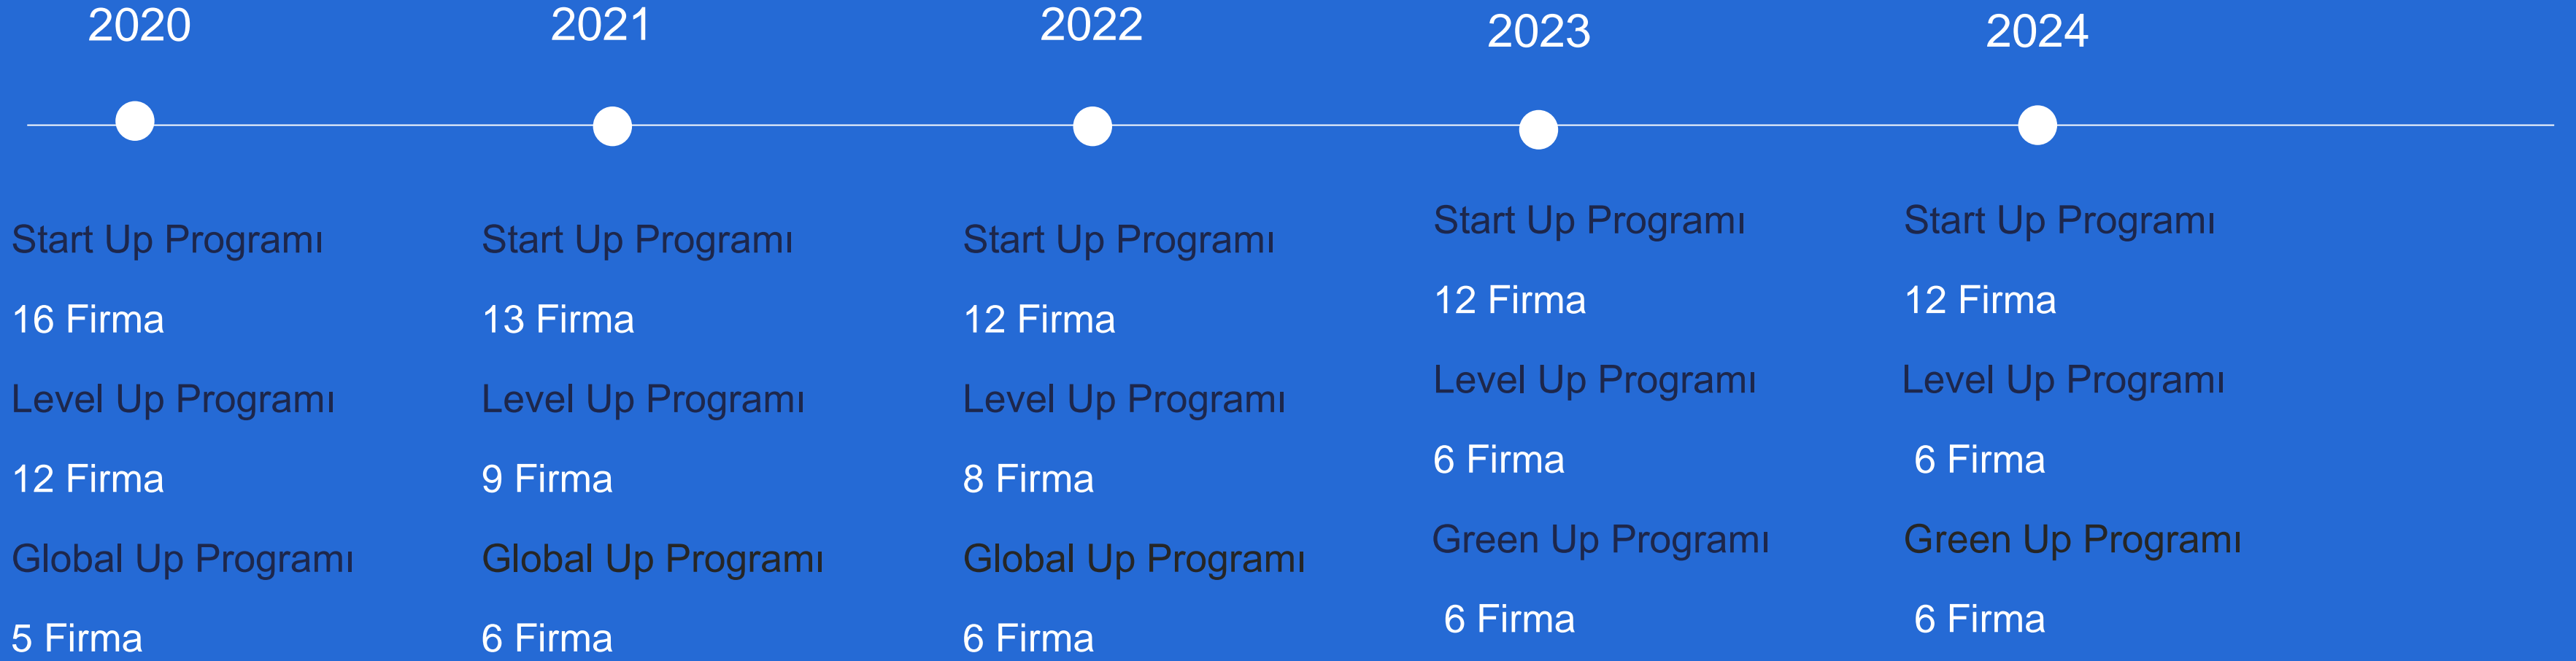 2020
Start Up Programı
16 Firma
Level Up Programı
12 Firma
Global Up Programı
5 Firma
2021
Start Up Programı
13 Firma
Level Up Programı
9 Firma
Global Up Programı
6 Firma
2022
Start Up Programı
12 Firma
Level Up Programı
8 Firma
Global Up Programı
6 Firma
2023
Start Up Programı
12 Firma
Level Up Programı
6 Firma
Green Up Programı
6 Firma
2024
Start Up Programı
12 Firma
Level Up Programı
6 Firma
Green Up Programı
6 Firma